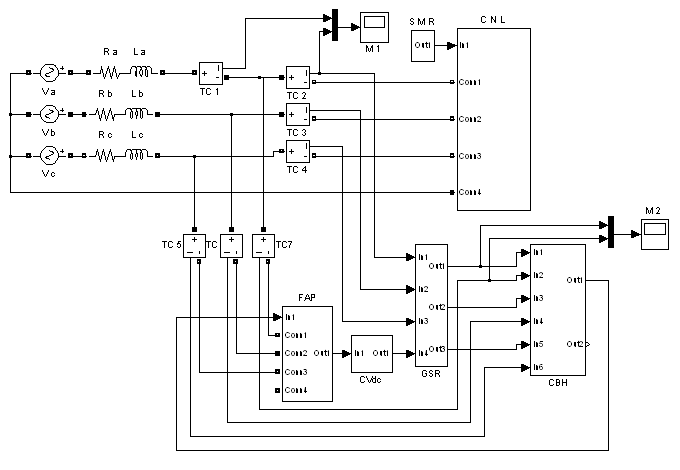 SMR
CNL
M1
Out1
In1
Ra
La
Va
TC 1
TC 2
Conn1
Rb
Lb
Vb
TC 3
Conn2
Rc
Lc
Vc
TC 4
Conn3
Conn4
M2
TC 5
TC
TC7
In1
In2
In3
In4
Out1
Out2
Out3
GSR
In1
In2
In3
In4
In5
In6
Out1
Out2
CBH
FAP
In1
Conn1
Conn2
Conn3
Conn4
Out1
In1
Out1
CVdc